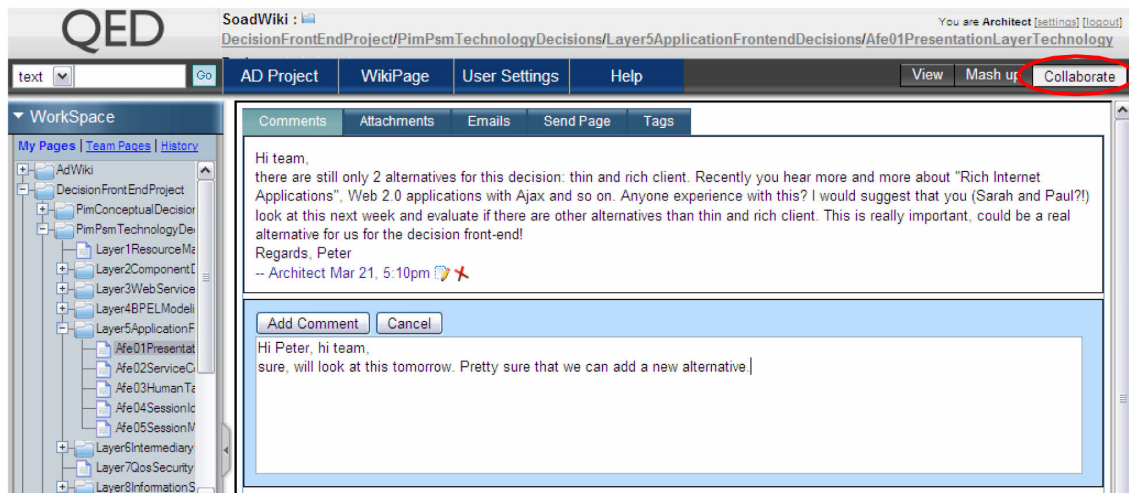 QED
SoadWiki :
You are Architect [settings] [logout]
DecisionFrontEndProject/PimPsmTechnologyDecisions/Layer5ApplicationFrontendDecisions/Afe01PresentationLayerTechnology
text Go AD Project WikiPage User Settings Help View Mash up Collaborate
WorkSpace
My Pages | Team Pages | History
AdWiki
DecisionFrontEndProject
PimConceptualDecision
PimPsmTechnologyDe
Layer1ResourceMa
Layer2Component
Layer3WebService
Layer4BPELModeli
Layer5ApplicationF
Afe01Presentat
Afe02ServiceC
Afe03HumanTa
Afe04SessionId
Afe05SessionM
Layer6Intermediary
Layer7QosSecurity
Layer8InformationS
Comments Attachments Emails Send Page Tags
Hi team,
there are still only 2 alternatives for this decision: thin and rich client. Recently you hear more and more about "Rich Internet
Applications", Web 2.0 applications with Ajax and so on. Anyone experience with this? I would suggest that you (Sarah and Paul?!)
look at this next week and evaluate if there are other alternatives than thin and rich client. This is really important, could be a real
alternative for us for the decision front-end!
Regards, Peter
-- Architect Mar 21, 5:10pm
Add Comment Cancel
Hi Peter, hi team,
sure, will look at this tomorrow. Pretty sure that we can add a new alternative.